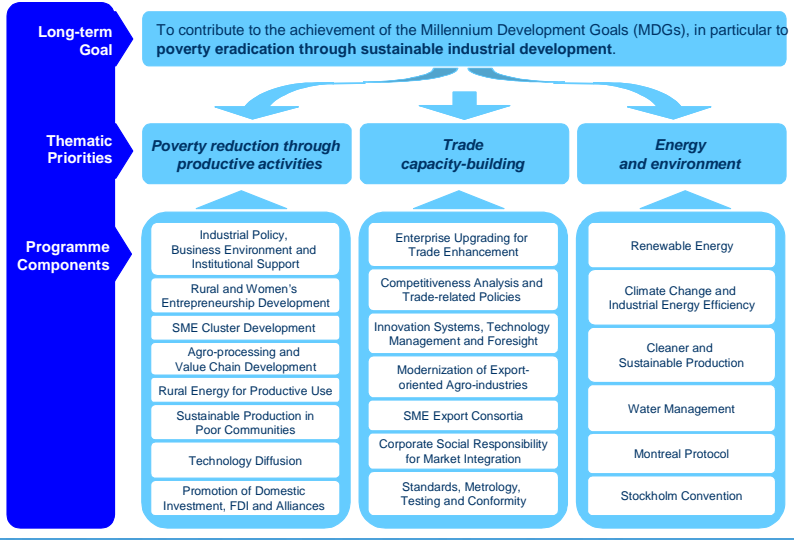 Long-term
Goal
To contribute to the achievement of the Millennium Development Goals (MDGs), in particular to
poverty eradication through sustainable industrial development.
Thematic
Priorities
Poverty reduction through
productive activities
Trade
capacity-building
Energy
and environment
Programme
Components
Industrial Policy,
Business Environment and
Institutional Support
Rural and Women's
Entrepreneurship Development
SME Cluster Development
Agro-processing and
Value Chain Development
Rural Energy for Productive Use
Sustainable Production in
Poor Communities
Technology Diffusion
Promotion of Domestic
Investment, FDI and Alliances
Enterprise Upgrading for
Trade Enhancement
Competitiveness Analysis and
Trade-related Policies
Innovation Systems, Technology
Management and Foresight
Modernization of Export-
oriented Agro-industries
SME Export Consortia
Corporate Social Responsibility
for Market Integration
Standards, Metrology,
Testing and Conformity
Renewable Energy
Climate Change and
Industrial Energy Efficiency
Cleaner and
Sustainable Production
Water Management
Montreal Protocol
Stockholm Convention